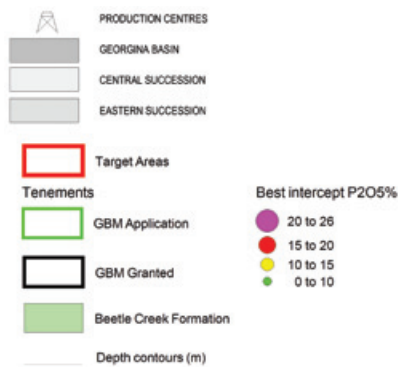 PRODUCTION CENTRES
GEORGINA BASIN
CENTRAL SUCCESSION
EASTERN SUCCESSION
Target Areas
Tenements
GBM Application
GBM Granted
Beetle Creek Formation
Depth contours (m)
Best intercept P2O5%
20 to 26
15 to 20
10 to 15
0 to 10